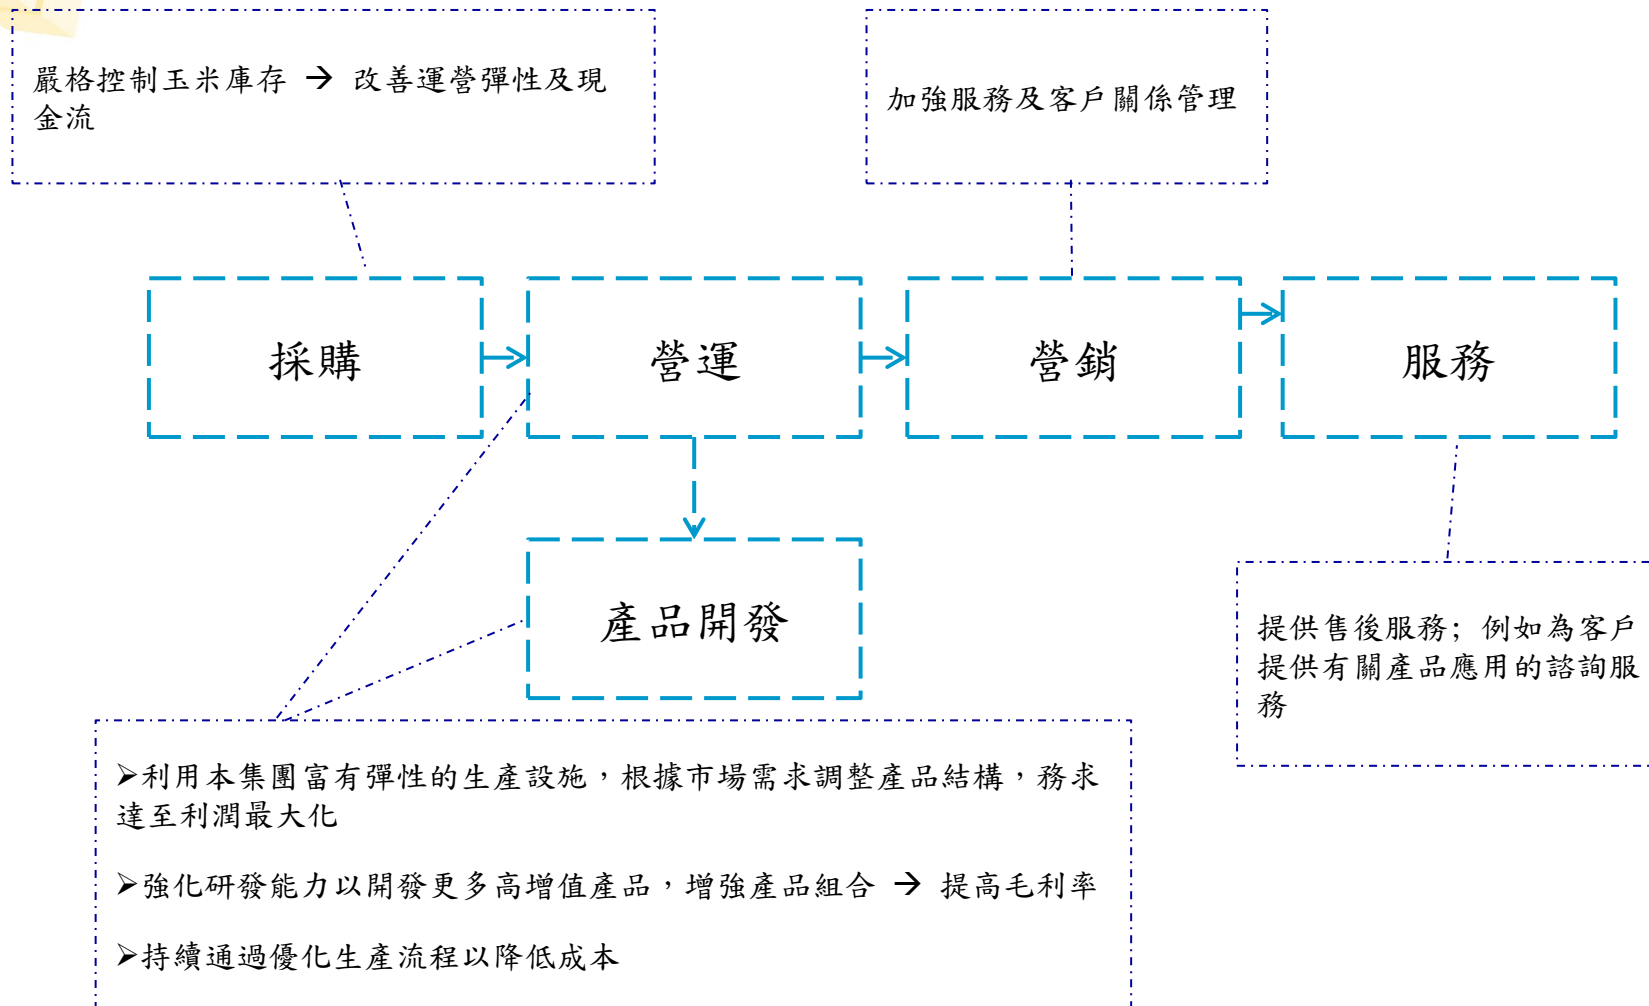 嚴格控制玉米庫存 → 改善運營彈性及現
金流
加強服務及客戶關係管理
採購
營運
營銷
服務
產品開發
提供售後服務; 例如為客戶
提供有關產品應用的諮詢服
務
➢利用本集團富有彈性的生產設施，根據市場需求調整產品結構，務求
達至利潤最大化
➢強化研發能力以開發更多高增值產品，增強產品組合 → 提高毛利率
➢持續通過優化生產流程以降低成本